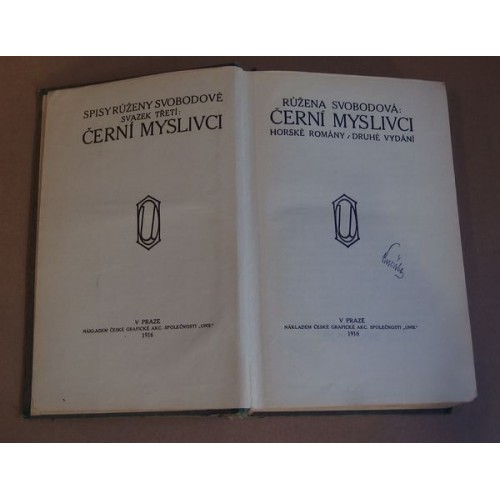 SPISY RŮŽENY SVOBODOVÉ
SVAZEK TŘETÍ:
ČERNÍ MYSLIVCI
V PRAZE
NÁKLADEM ČESKÉ GRAFICKÉ AKC. SPOLEČNOSTI „UNIE“
1916
RŮŽENA SVOBODOVÁ:
ČERNÍ MYSLIVCI
HORSKÉ ROMÁNY / DRUHÉ VYDÁNÍ
V PRAZE
NÁKLADEM ČESKÉ GRAFICKÉ AKC. SPOLEČNOSTI „UNIE“
1916